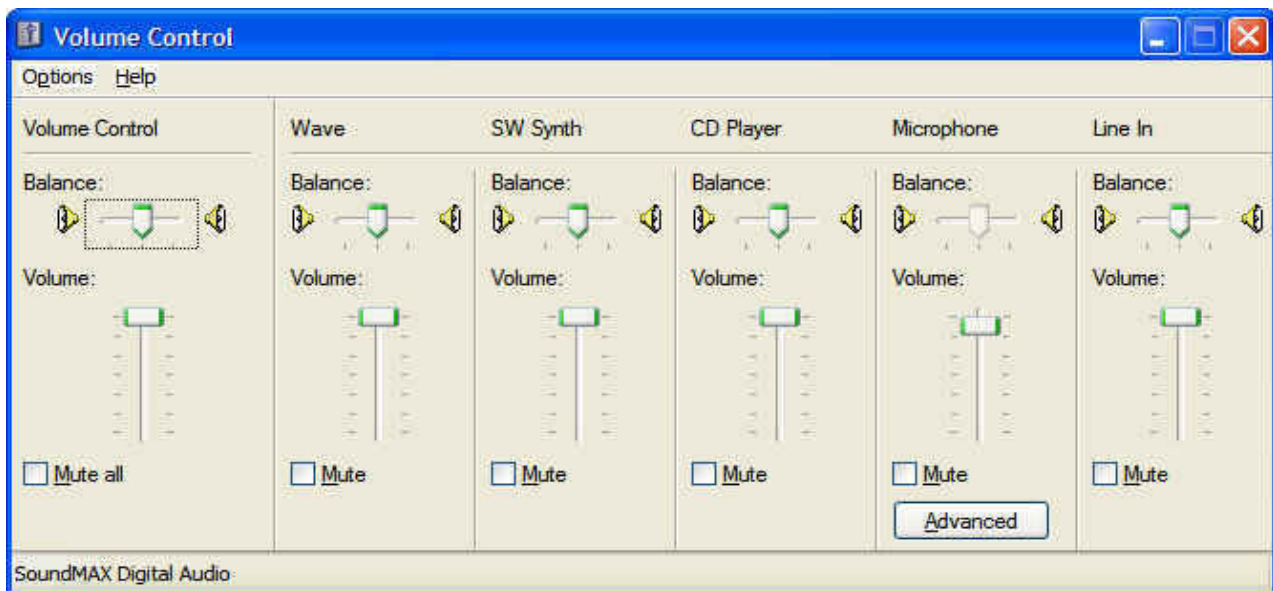 Volume Control
Options Help
Volume Control Wave SW Synth CD Player Microphone Line In
Balance: Balance: Balance: Balance: Balance: Balance:
Volume: Volume: Volume: Volume: Volume: Volume:
Mute all Mute Mute Mute Mute Mute
Advanced
SoundMAX Digital Audio